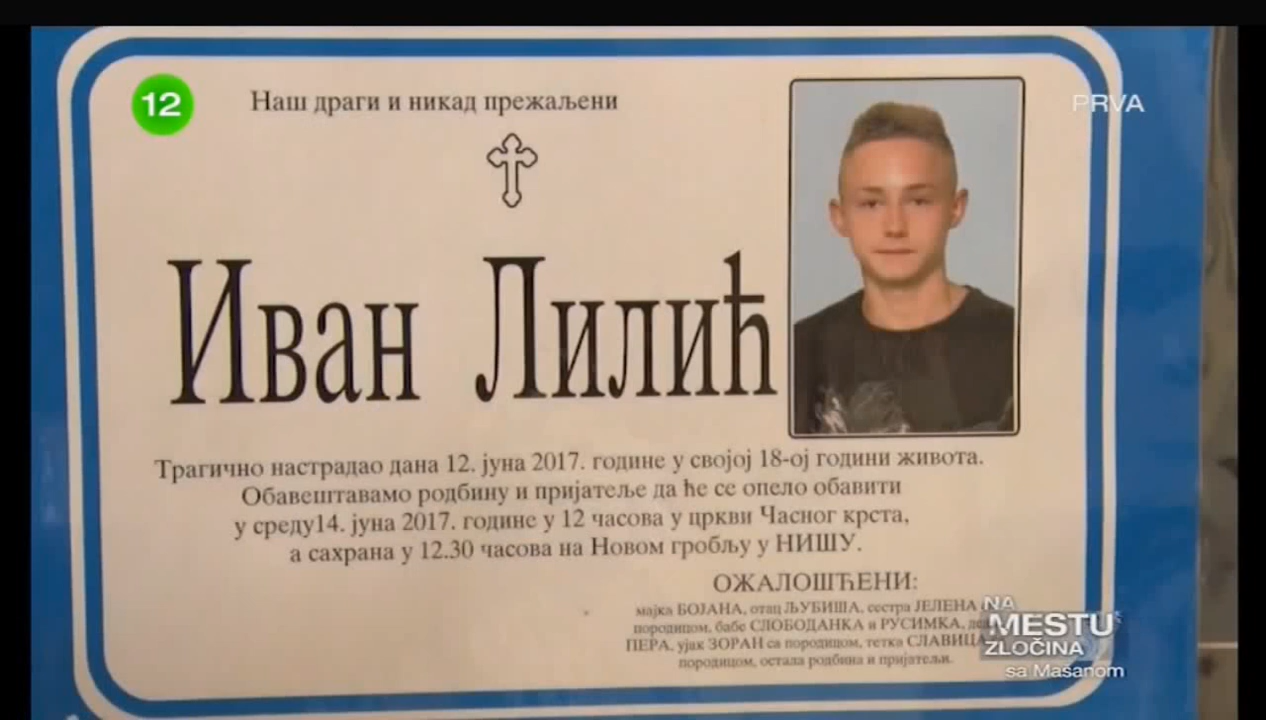 12
Наш драги и никад прежаљени
PRVA
Иван Лилић
Трагично настрадао дана 12. јуна 2017. године у својој 18-ој години живота.
Обавештавамо родбину и пријатеље да ће се опело обавити
у среду14. јуна 2017. године у 12 часова у цркви Часног крста,
а сахрана у 12.30 часова на Новом гробљу у НИШУ.
ОЖАЛОШЋЕНИ:
мајка БОЈАНА, отац ЉУБИША, сестра ЈЕЛЕНА
породицом, бабе СЛОБОДАНКА и РУСИМКА,
ПЕРА, ујак ЗОРАН са породицом, тетка СЛАВИЦА
породицом, остала родбина и пријатељи.
NA
MESTU
ZLOČINA
sa Mašanom